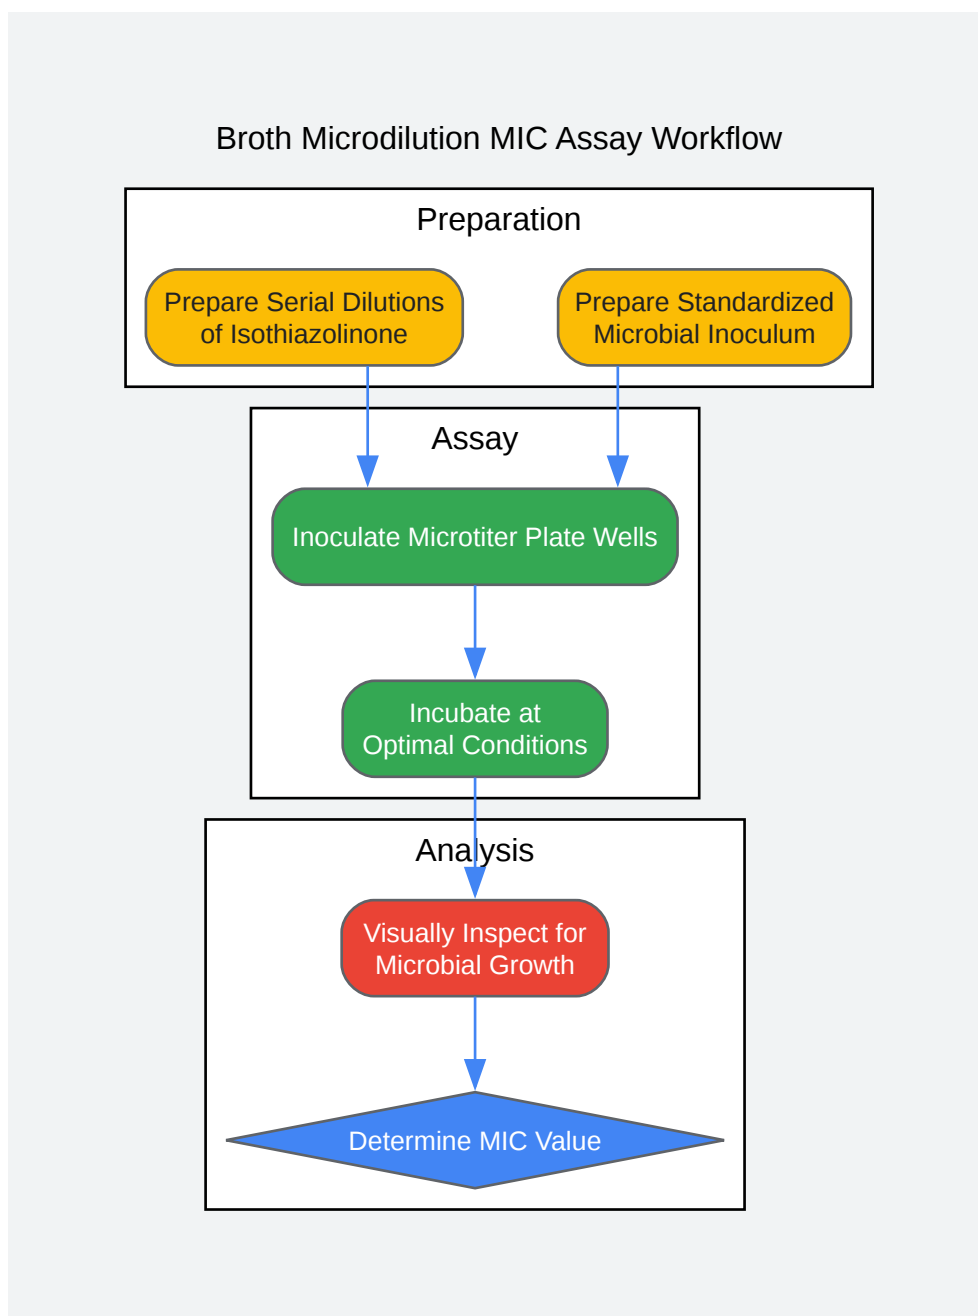 Broth Microdilution MIC Assay Workflow
Preparation
Prepare Serial Dilutions
of Isothiazolinone
Prepare Standardized
Microbial Inoculum
Assay
Inoculate Microtiter Plate Wells
Incubate at
Optimal Conditions
Analysis
Visually Inspect for
Microbial Growth
Determine MIC Value